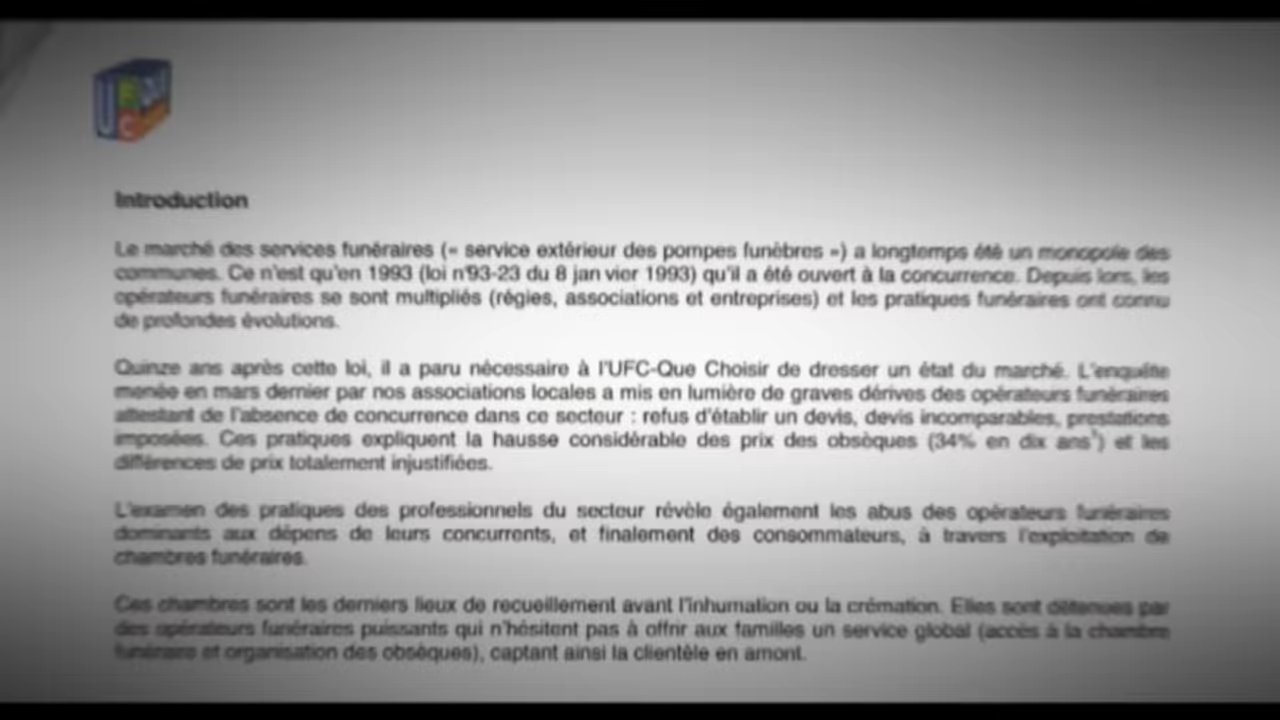 UFC
Introduction
Le marché des services funéraires (« service extérieur des pompes funèbres ») a longtemps été un monopole des
communes. Ce n'est qu'en 1993 (loi n°93-23 du 8 jan vier 1993) qu'il a été ouvert à la concurrence. Depuis lors, les
opérateurs funéraires se sont multipliés (régies, associations et entreprises) et les pratiques funéraires ont connu
de profondes évolutions.
Quinze ans après cette loi, il a paru nécessaire à l'UFC-Que Choisir de dresser un état du marché. L'enquête
menée en mars dernier par nos associations locales a mis en lumière de graves dérives des opérateurs funéraires
attestant de l'absence de concurrence dans ce secteur : refus d'établir un devis, devis incomparables, prestations
imposées. Ces pratiques expliquent la hausse considérable des prix des obsèques (34% en dix ans¹) et les
différences de prix totalement injustifiées.
L'examen des pratiques des professionnels du secteur révèle également les abus des opérateurs funéraires
dominants aux dépens de leurs concurrents, et finalement des consommateurs, à travers l'exploitation de
chambres funéraires.
Ces chambres sont les derniers lieux de recueillement avant l'inhumation ou la crémation. Elles sont détenues par
des opérateurs funéraires puissants qui n'hésitent pas à offrir aux familles un service global (accès à la chambre
funéraire et organisation des obsèques), captant ainsi la clientèle en amont.